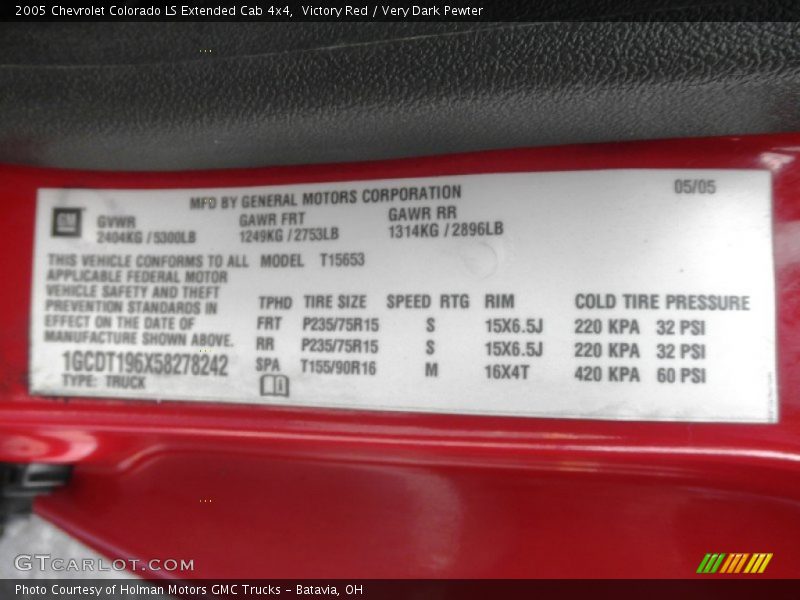 2005 Chevrolet Colorado LS Extended Cab 4x4,  Victory Red / Very Dark Pewter
MFD BY GENERAL MOTORS CORPORATION
05/05
GM
GVWR GAWR FRT GAWR RR
2404KG / 5300LB 1249KG / 2753LB 1314KG / 2896LB
THIS VEHICLE CONFORMS TO ALL MODEL T15653
APPLICABLE FEDERAL MOTOR
VEHICLE SAFETY AND THEFT
PREVENTION STANDARDS IN
EFFECT ON THE DATE OF
MANUFACTURE SHOWN ABOVE.
1GCDT196X58278242
TYPE: TRUCK
TPHD TIRE SIZE SPEED RTG RIM COLD TIRE PRESSURE
FRT P235/75R15 S 15X6.5J 220 KPA 32 PSI
RR P235/75R15 S 15X6.5J 220 KPA 32 PSI
SPA T155/90R16 M 16X4T 420 KPA 60 PSI
GTCARLOT.COM
Photo Courtesy of Holman Motors GMC Trucks - Batavia, OH